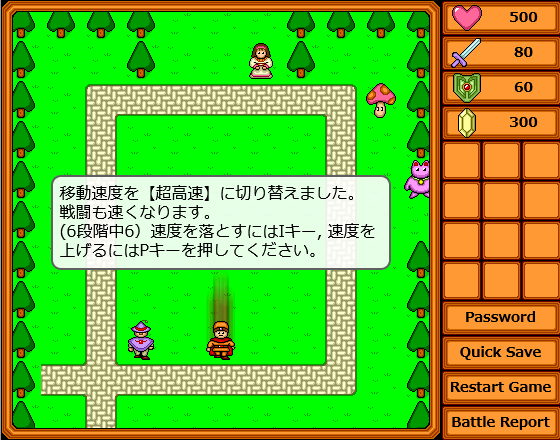 移動速度を【超高速】に切り替えました。
戦闘も速くなります。
(6段階中6）速度を落とすにはIキー, 速度を
上げるにはPキーを押してください。
500
80
60
300
Password
Quick Save
Restart Game
Battle Report